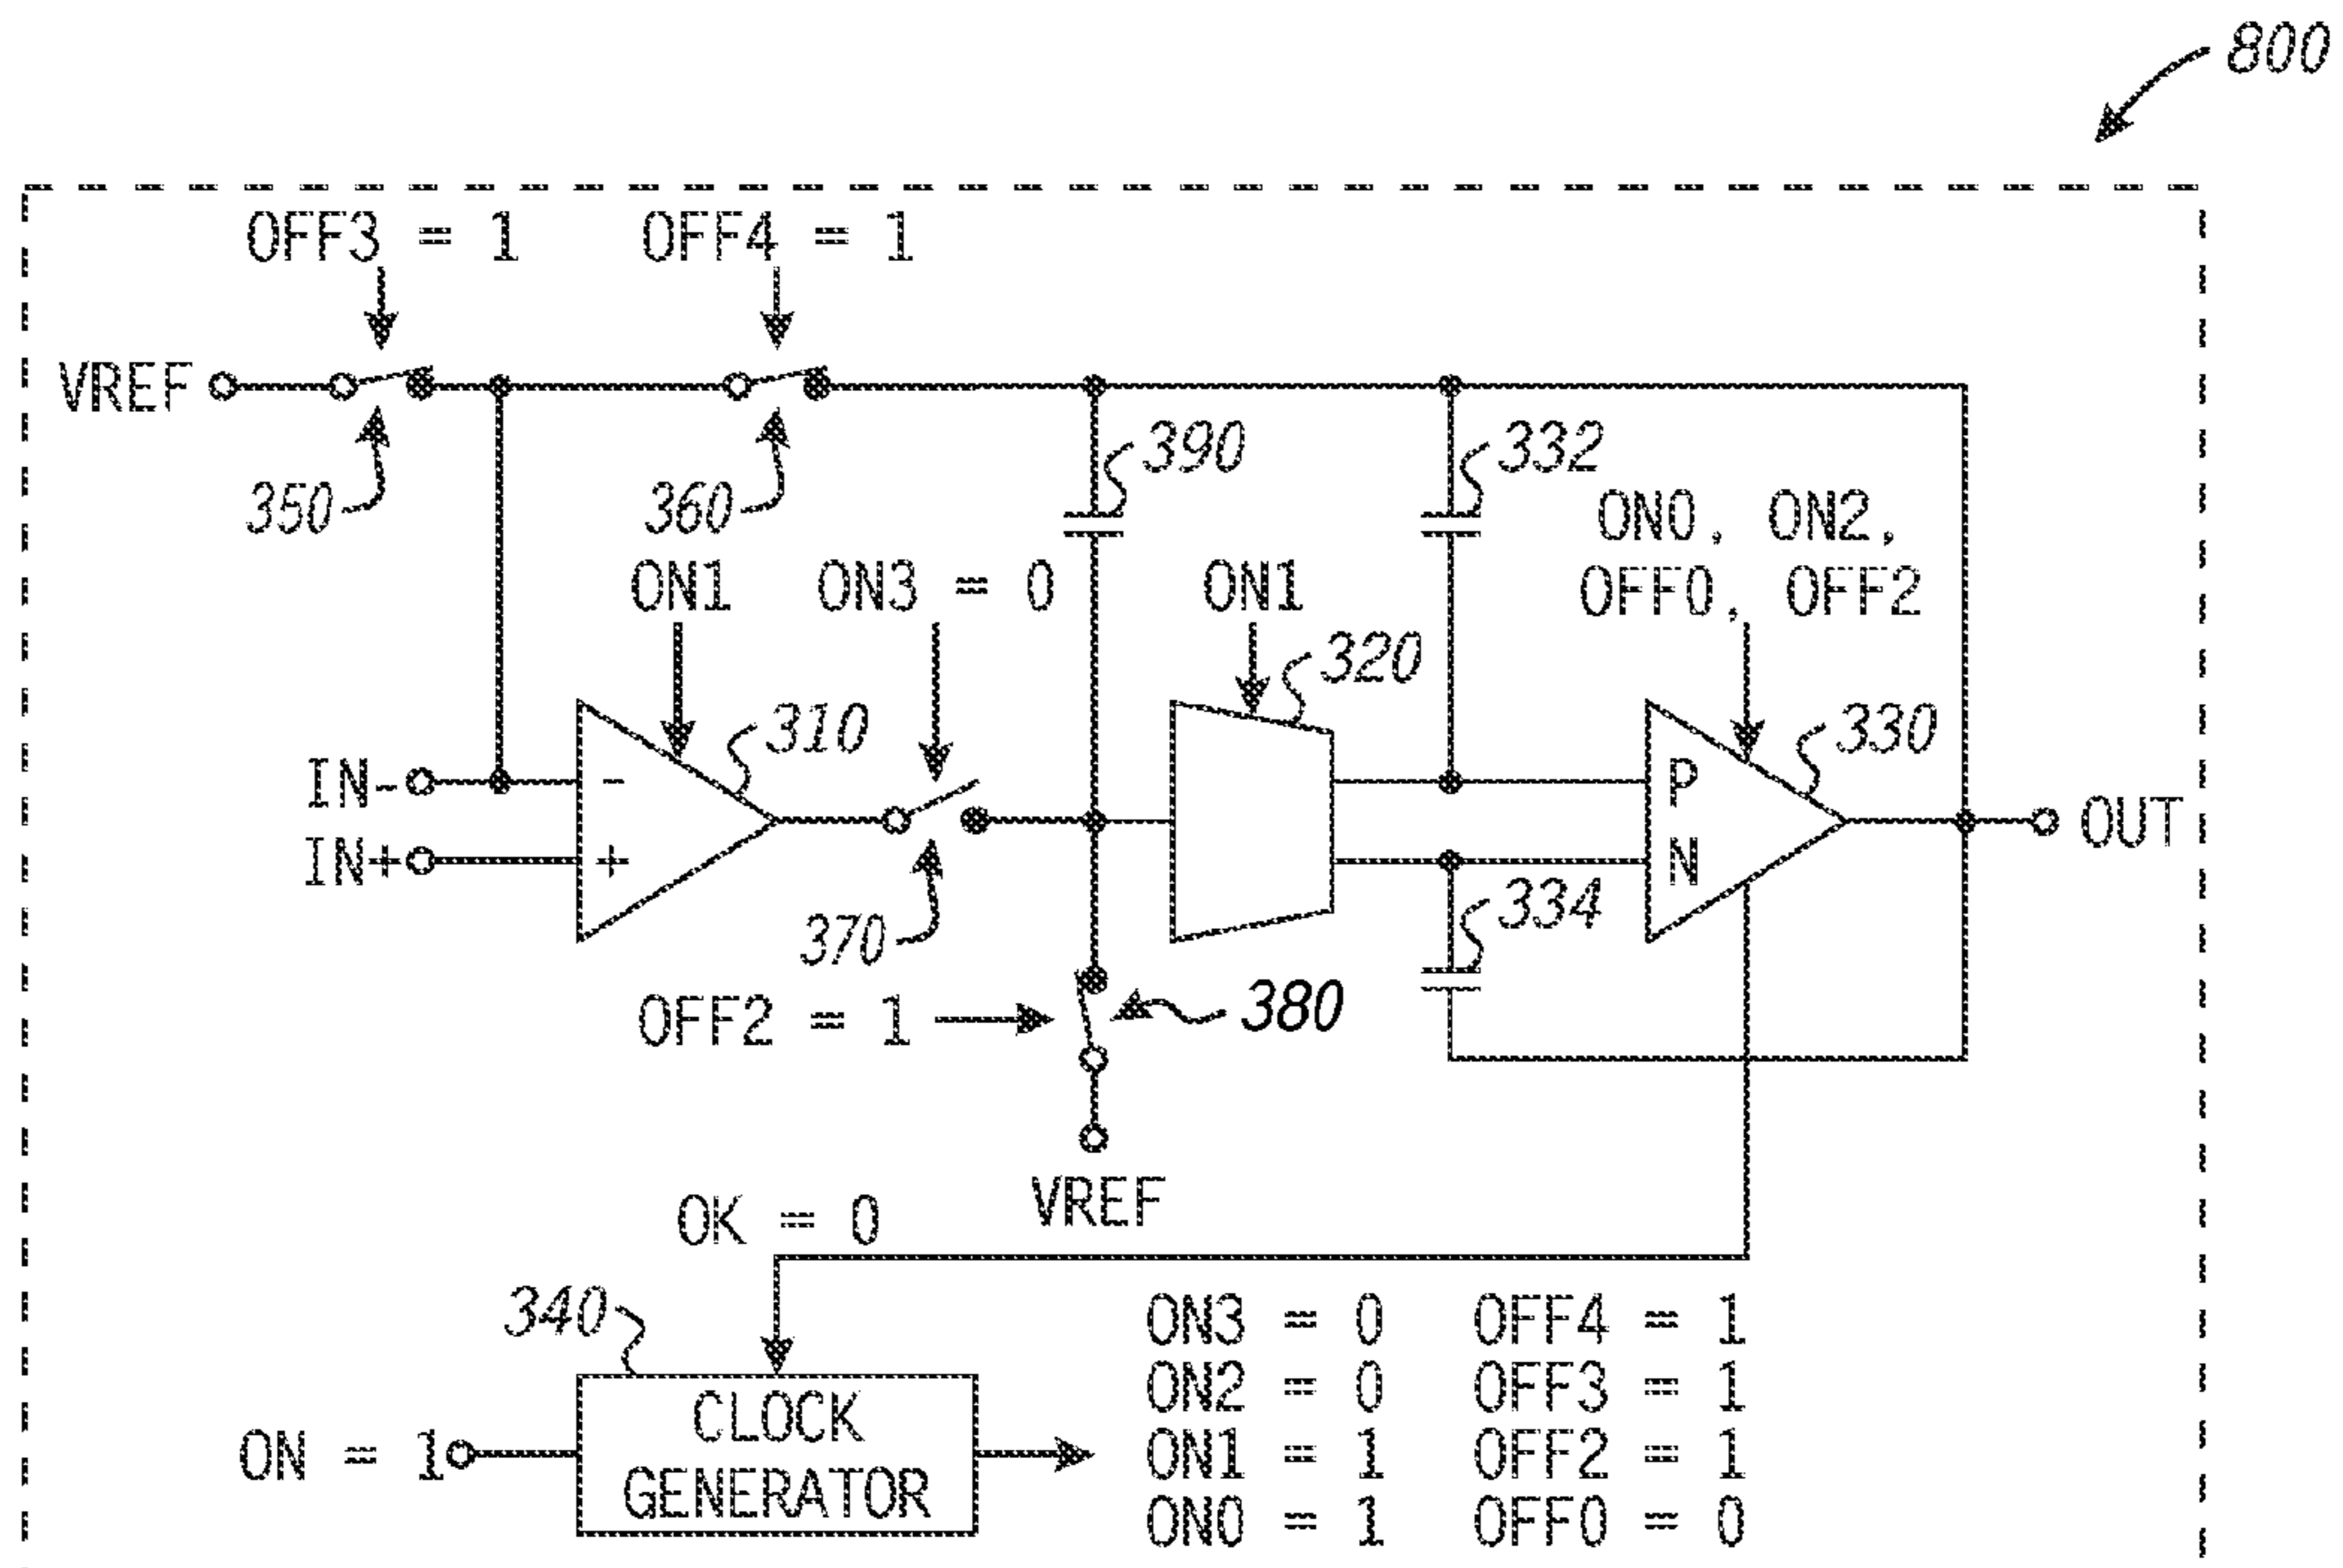 800
OFF3 = 1 OFF4 = 1
VREF
350
360
390
332
ON0, ON2,
OFF0, OFF2
ON1 ON3 = 0 ON1
320
310
330
IN-
IN+
-
+
P
N
OUT
370
334
OFF2 = 1
380
VREF
OK = 0
340
ON = 1
CLOCK
GENERATOR
ON3 = 0 OFF4 = 1
ON2 = 0 OFF3 = 1
ON1 = 1 OFF2 = 1
ON0 = 1 OFF0 = 0